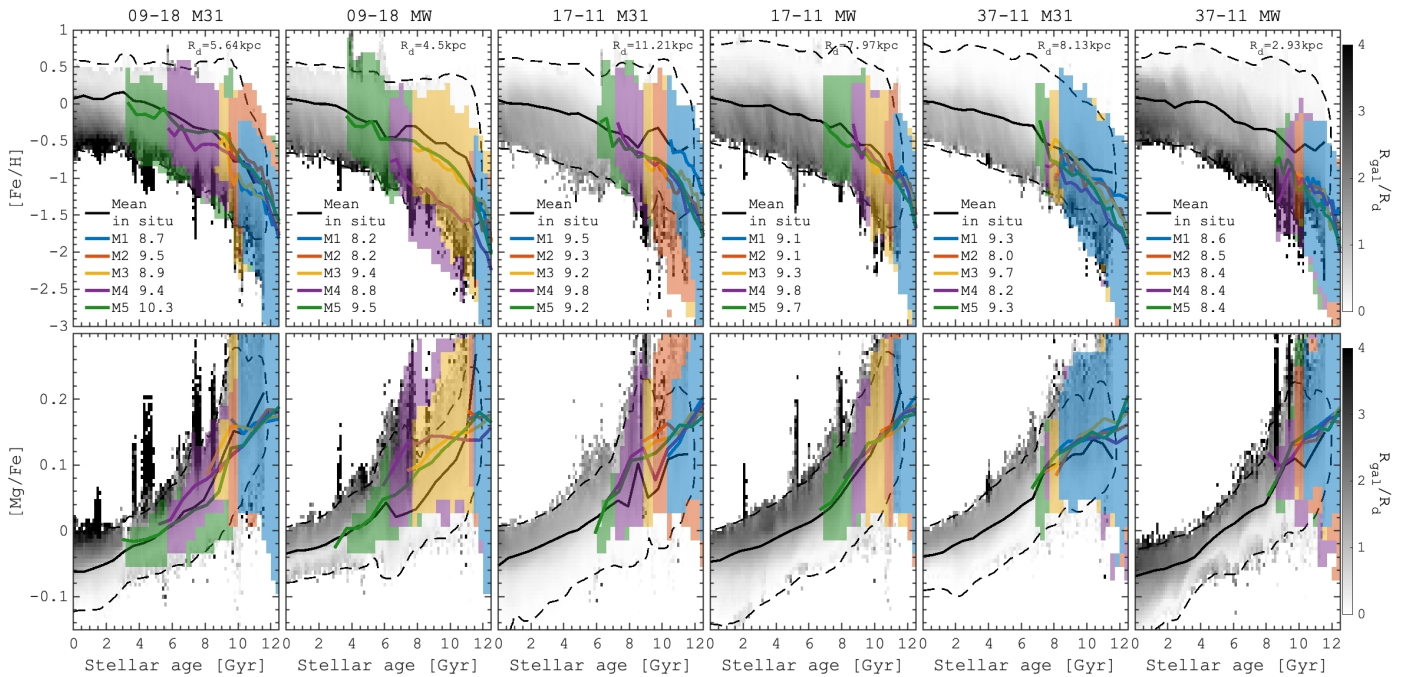 09-18 M31 09-18 MW 17-11 M31 17-11 MW 37-11 M31 37-11 MW
R_d=5.64kpc R_d=4.5kpc R_d=11.21kpc R_d=7.97kpc R_d=8.13kpc R_d=2.93kpc
1
0.5
0
-0.5
-1
-1.5
-2
-2.5
-3
[Fe/H]
Mean
in situ
M1 8.7
M2 9.5
M3 8.9
M4 9.4
M5 10.3
Mean
in situ
M1 8.2
M2 8.2
M3 9.4
M4 8.8
M5 9.5
Mean
in situ
M1 9.5
M2 9.3
M3 9.2
M4 9.8
M5 9.2
Mean
in situ
M1 9.1
M2 9.1
M3 9.3
M4 9.8
M5 9.7
Mean
in situ
M1 9.3
M2 8.0
M3 9.7
M4 8.2
M5 9.3
Mean
in situ
M1 8.6
M2 8.5
M3 8.4
M4 8.4
M5 8.4
4
3
2
1
0
R_gal/R_d
0.2
0.1
0
-0.1
[Mg/Fe]
4
3
2
1
0
R_gal/R_d
0 2 4 6 8 10 12 0 2 4 6 8 10 12 0 2 4 6 8 10 12 0 2 4 6 8 10 12 0 2 4 6 8 10 12 0 2 4 6 8 10 12
Stellar age [Gyr] Stellar age [Gyr] Stellar age [Gyr] Stellar age [Gyr] Stellar age [Gyr] Stellar age [Gyr]